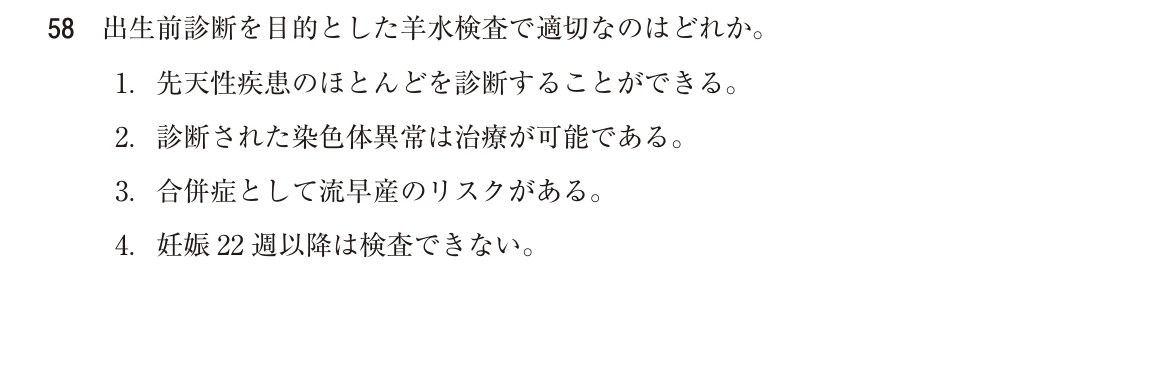 58 出生前診断を目的とした羊水検査で適切なのはどれか。
1. 先天性疾患のほとんどを診断することができる。
2. 診断された染色体異常は治療が可能である。
3. 合併症として流早産のリスクがある。
4. 妊娠 22 週以降は検査できない。